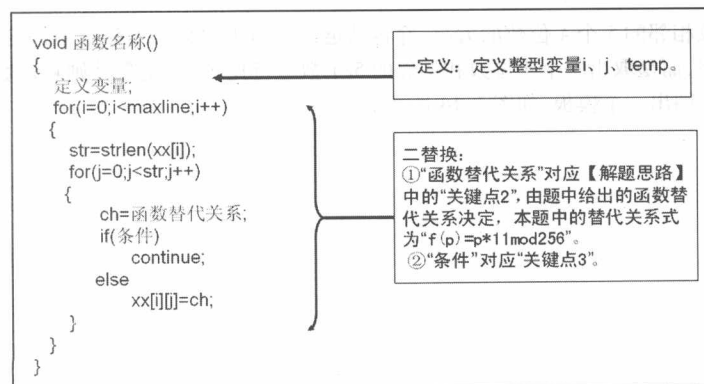 void 函数名称()
{
定义变量;
for(i=0;i<maxline;i++)
{
str=strlen(xx[i]);
for(j=0;j<str;j++)
{
ch=函数替代关系;
if(条件)
continue;
else
xx[i][j]=ch;
}
}
}
一定义：定义整型变量i、j、temp。
二替换：
①“函数替代关系”对应【解题思路】
中的“关键点2”，由题中给出的函数替
代关系决定，本题中的替代关系式
为“f(p)=p*11mod256”。
②“条件”对应“关键点3”。